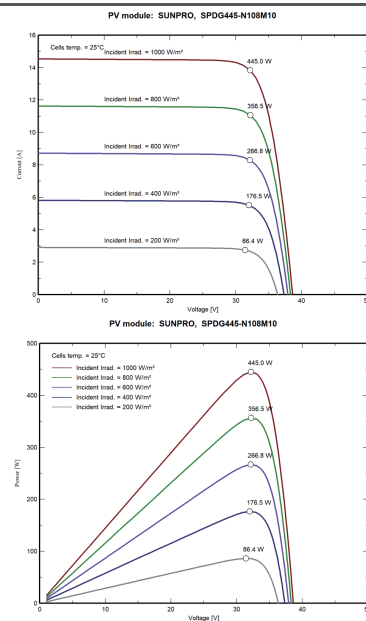 PV module: SUNPRO, SPDG445-N108M10
16
Cells temp. = 25°C
Incident Irrad. = 1000 W/m²
445.0 W
14
12
Incident Irrad. = 800 W/m²
356.5 W
10
Incident Irrad. = 600 W/m²
266.8 W
8
Current [A]
6
Incident Irrad. = 400 W/m²
176.5 W
4
Incident Irrad. = 200 W/m²
86.4 W
2
0
0 10 20 30 40
Voltage [V]
PV module: SUNPRO, SPDG445-N108M10
500
Cells temp. = 25°C
Incident Irrad. = 1000 W/m²
Incident Irrad. = 800 W/m²
Incident Irrad. = 600 W/m²
Incident Irrad. = 400 W/m²
Incident Irrad. = 200 W/m²
445.0 W
400
356.5 W
300
266.8 W
Power [W]
200
176.5 W
100
86.4 W
0
0 10 20 30 40
Voltage [V]